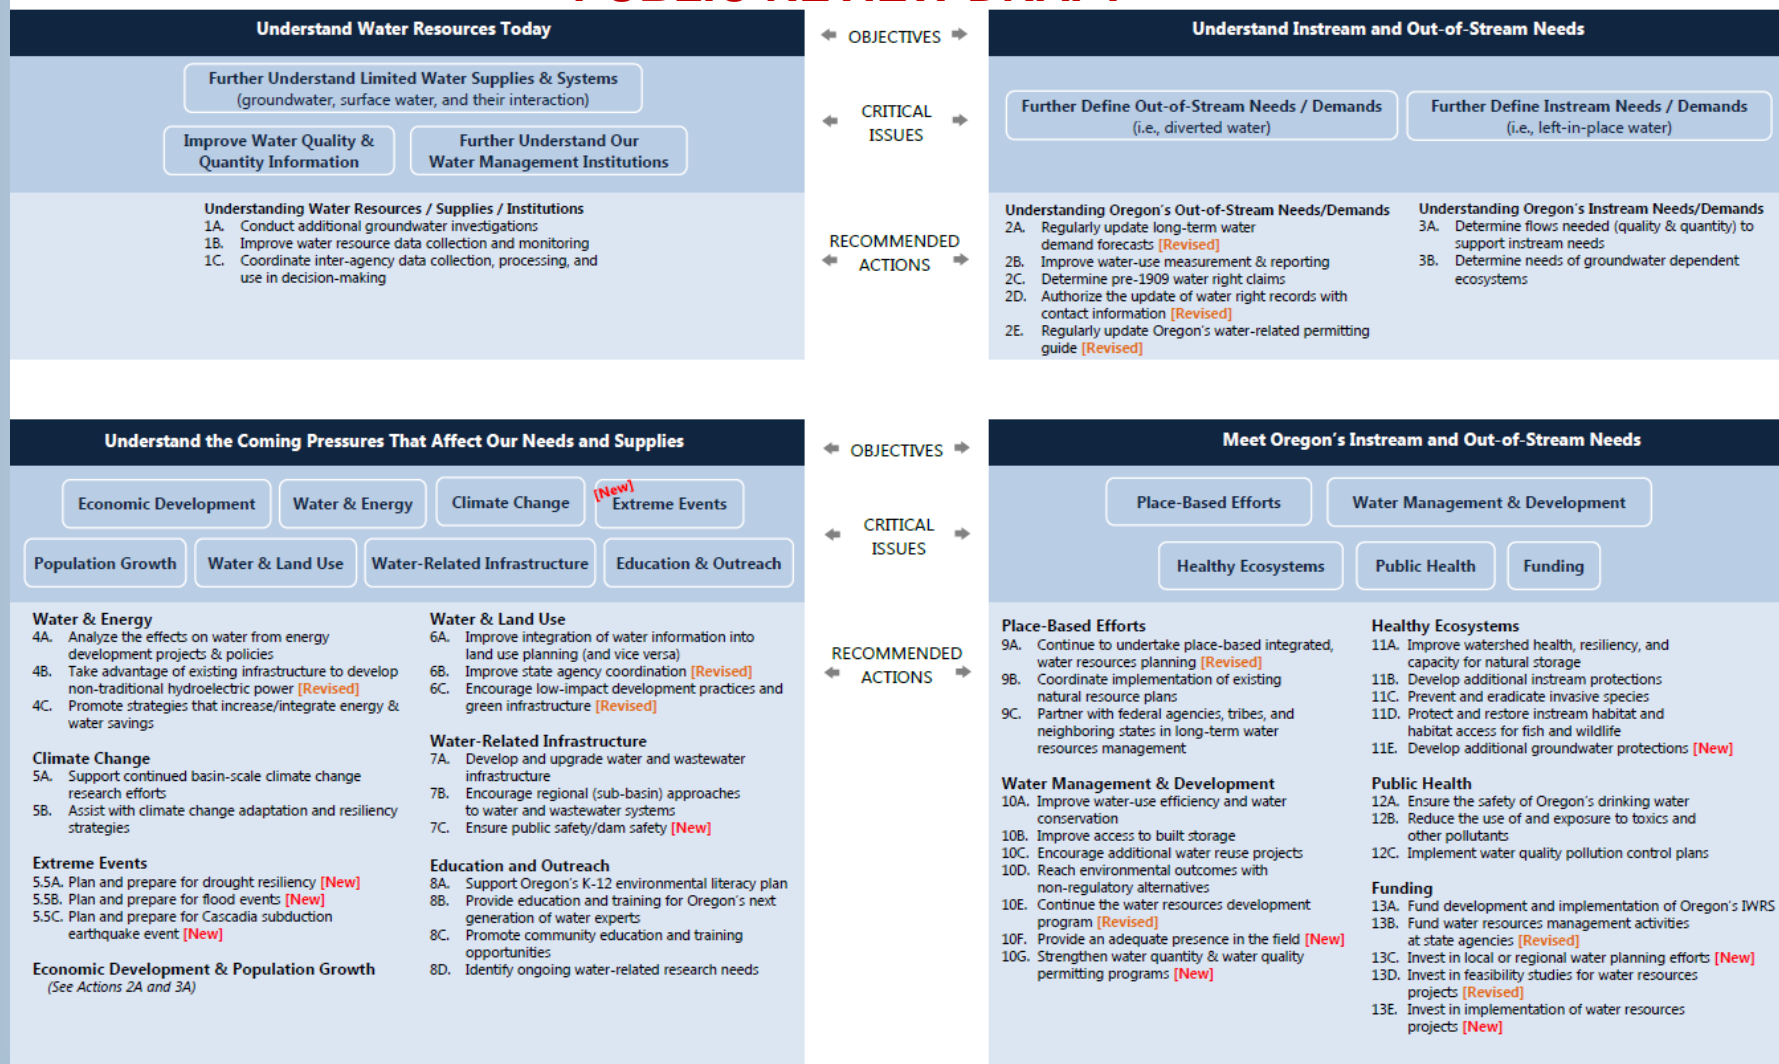 PUBLIC REVIEW DRAFT
Understand Water Resources Today
OBJECTIVES
Understand Instream and Out-of-Stream Needs
Further Understand Limited Water Supplies & Systems
(groundwater, surface water, and their interaction)
Improve Water Quality &
Quantity Information
Further Understand Our
Water Management Institutions
CRITICAL
ISSUES
Further Define Out-of-Stream Needs / Demands
(i.e., diverted water)
Further Define Instream Needs / Demands
(i.e., left-in-place water)
Understanding Water Resources / Supplies / Institutions
1A. Conduct additional groundwater investigations
1B. Improve water resource data collection and monitoring
1C. Coordinate inter-agency data collection, processing, and
use in decision-making
RECOMMENDED
ACTIONS
Understanding Oregon's Out-of-Stream Needs/Demands
2A. Regularly update long-term water
demand forecasts [Revised]
2B. Improve water-use measurement & reporting
2C. Determine pre-1909 water right claims
2D. Authorize the update of water right records with
contact information [Revised]
2E. Regularly update Oregon's water-related permitting
guide [Revised]
Understanding Oregon's Instream Needs/Demands
3A. Determine flows needed (quality & quantity) to
support instream needs
3B. Determine needs of groundwater dependent
ecosystems
Understand the Coming Pressures That Affect Our Needs and Supplies
OBJECTIVES
Meet Oregon's Instream and Out-of-Stream Needs
Economic Development
Water & Energy
Climate Change
[New]
Extreme Events
Population Growth
Water & Land Use
Water-Related Infrastructure
Education & Outreach
CRITICAL
ISSUES
Place-Based Efforts
Water Management & Development
Healthy Ecosystems
Public Health
Funding
Water & Energy
4A. Analyze the effects on water from energy
development projects & policies
4B. Take advantage of existing infrastructure to develop
non-traditional hydroelectric power [Revised]
4C. Promote strategies that increase/integrate energy &
water savings
Climate Change
5A. Support continued basin-scale climate change
research efforts
5B. Assist with climate change adaptation and resiliency
strategies
Extreme Events
5.5A. Plan and prepare for drought resiliency [New]
5.5B. Plan and prepare for flood events [New]
5.5C. Plan and prepare for Cascadia subduction
earthquake event [New]
Economic Development & Population Growth
(See Actions 2A and 3A)
Water & Land Use
6A. Improve integration of water information into
land use planning (and vice versa)
6B. Improve state agency coordination [Revised]
6C. Encourage low-impact development practices and
green infrastructure [Revised]
Water-Related Infrastructure
7A. Develop and upgrade water and wastewater
infrastructure
7B. Encourage regional (sub-basin) approaches
to water and wastewater systems
7C. Ensure public safety/dam safety [New]
Education and Outreach
8A. Support Oregon's K-12 environmental literacy plan
8B. Provide education and training for Oregon's next
generation of water experts
8C. Promote community education and training
opportunities
8D. Identify ongoing water-related research needs
RECOMMENDED
ACTIONS
Place-Based Efforts
9A. Continue to undertake place-based integrated,
water resources planning [Revised]
9B. Coordinate implementation of existing
natural resource plans
9C. Partner with federal agencies, tribes, and
neighboring states in long-term water
resources management
Water Management & Development
10A. Improve water-use efficiency and water
conservation
10B. Improve access to built storage
10C. Encourage additional water reuse projects
10D. Reach environmental outcomes with
non-regulatory alternatives
10E. Continue the water resources development
program [Revised]
10F. Provide an adequate presence in the field [New]
10G. Strengthen water quantity & water quality
permitting programs [New]
Healthy Ecosystems
11A. Improve watershed health, resiliency, and
capacity for natural storage
11B. Develop additional instream protections
11C. Prevent and eradicate invasive species
11D. Protect and restore instream habitat and
habitat access for fish and wildlife
11E. Develop additional groundwater protections [New]
Public Health
12A. Ensure the safety of Oregon's drinking water
12B. Reduce the use of and exposure to toxics and
other pollutants
12C. Implement water quality pollution control plans
Funding
13A. Fund development and implementation of Oregon's IWRS
13B. Fund water resources management activities
at state agencies [Revised]
13C. Invest in local or regional water planning efforts [New]
13D. Invest in feasibility studies for water resources
projects [Revised]
13E. Invest in implementation of water resources
projects [New]